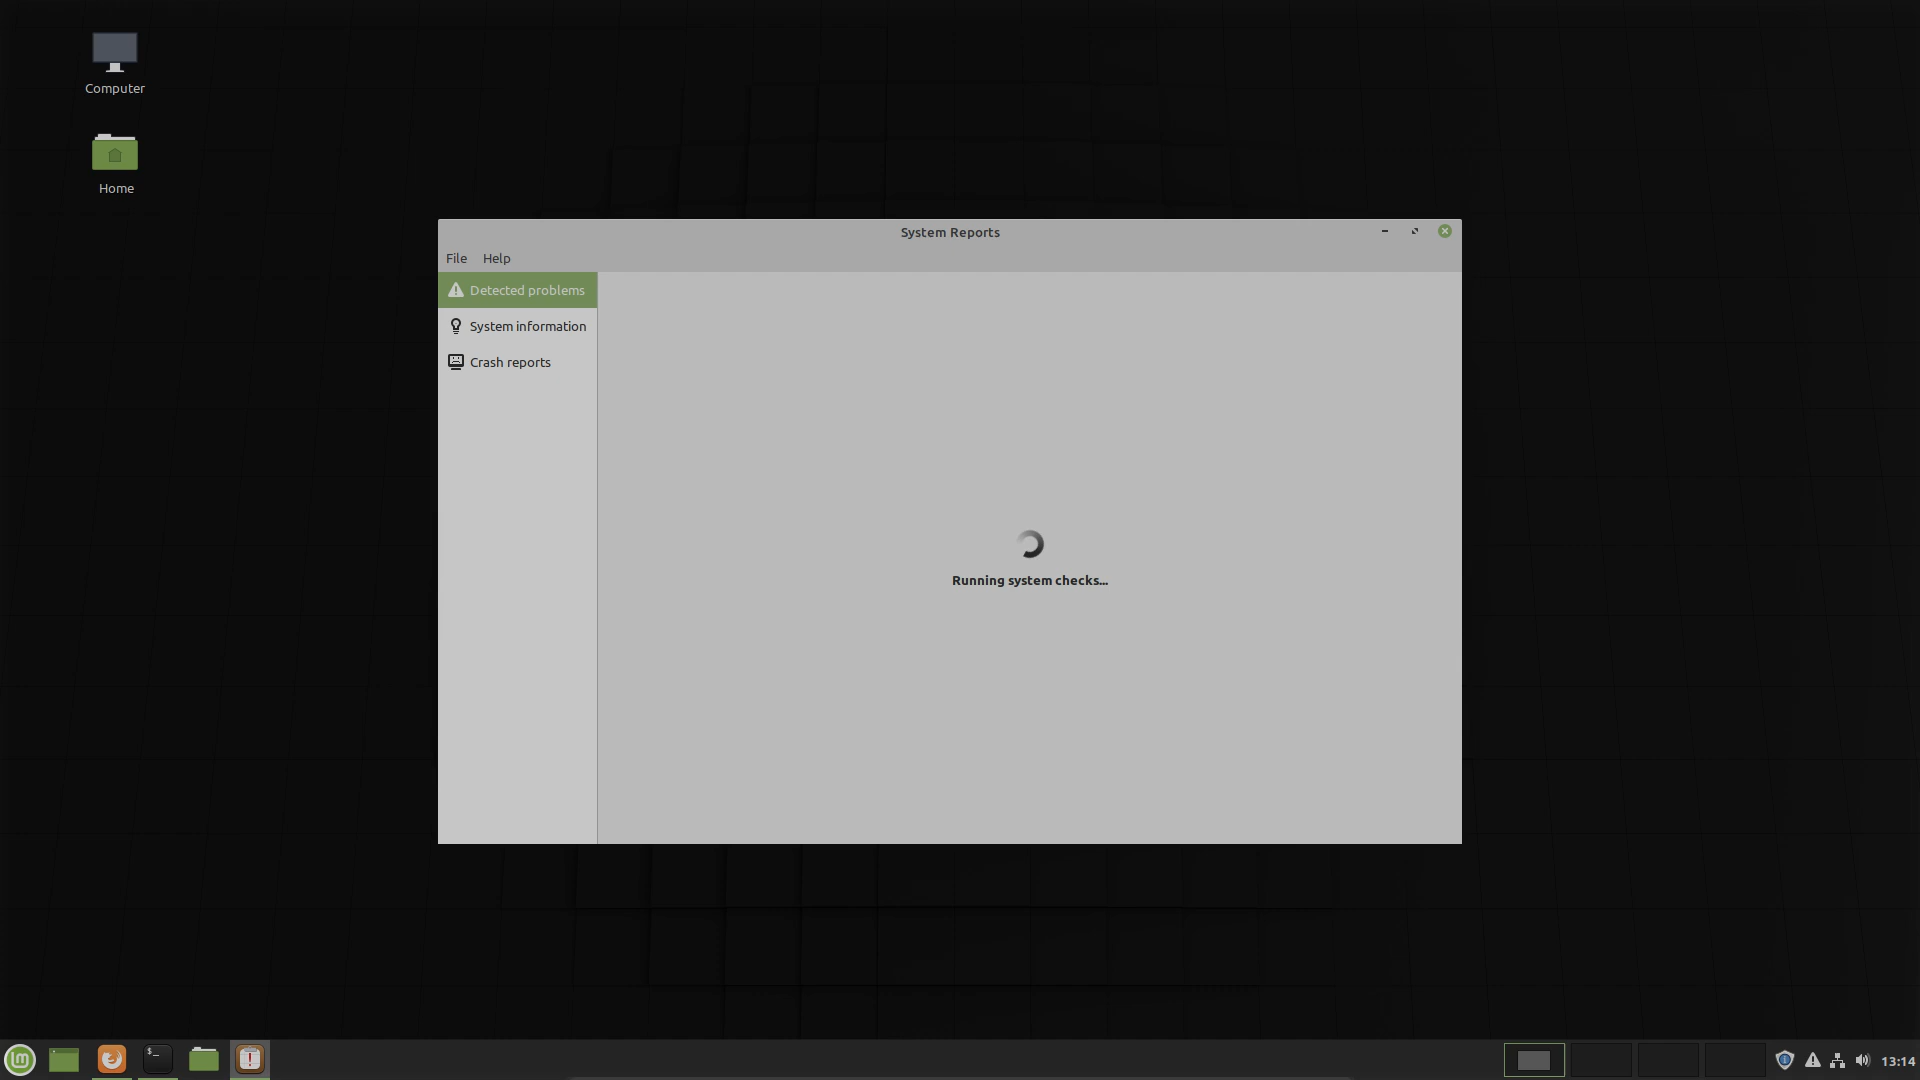 Computer
Home
System Reports
File Help
Detected problems
System information
Crash reports
Running system checks...
13:14